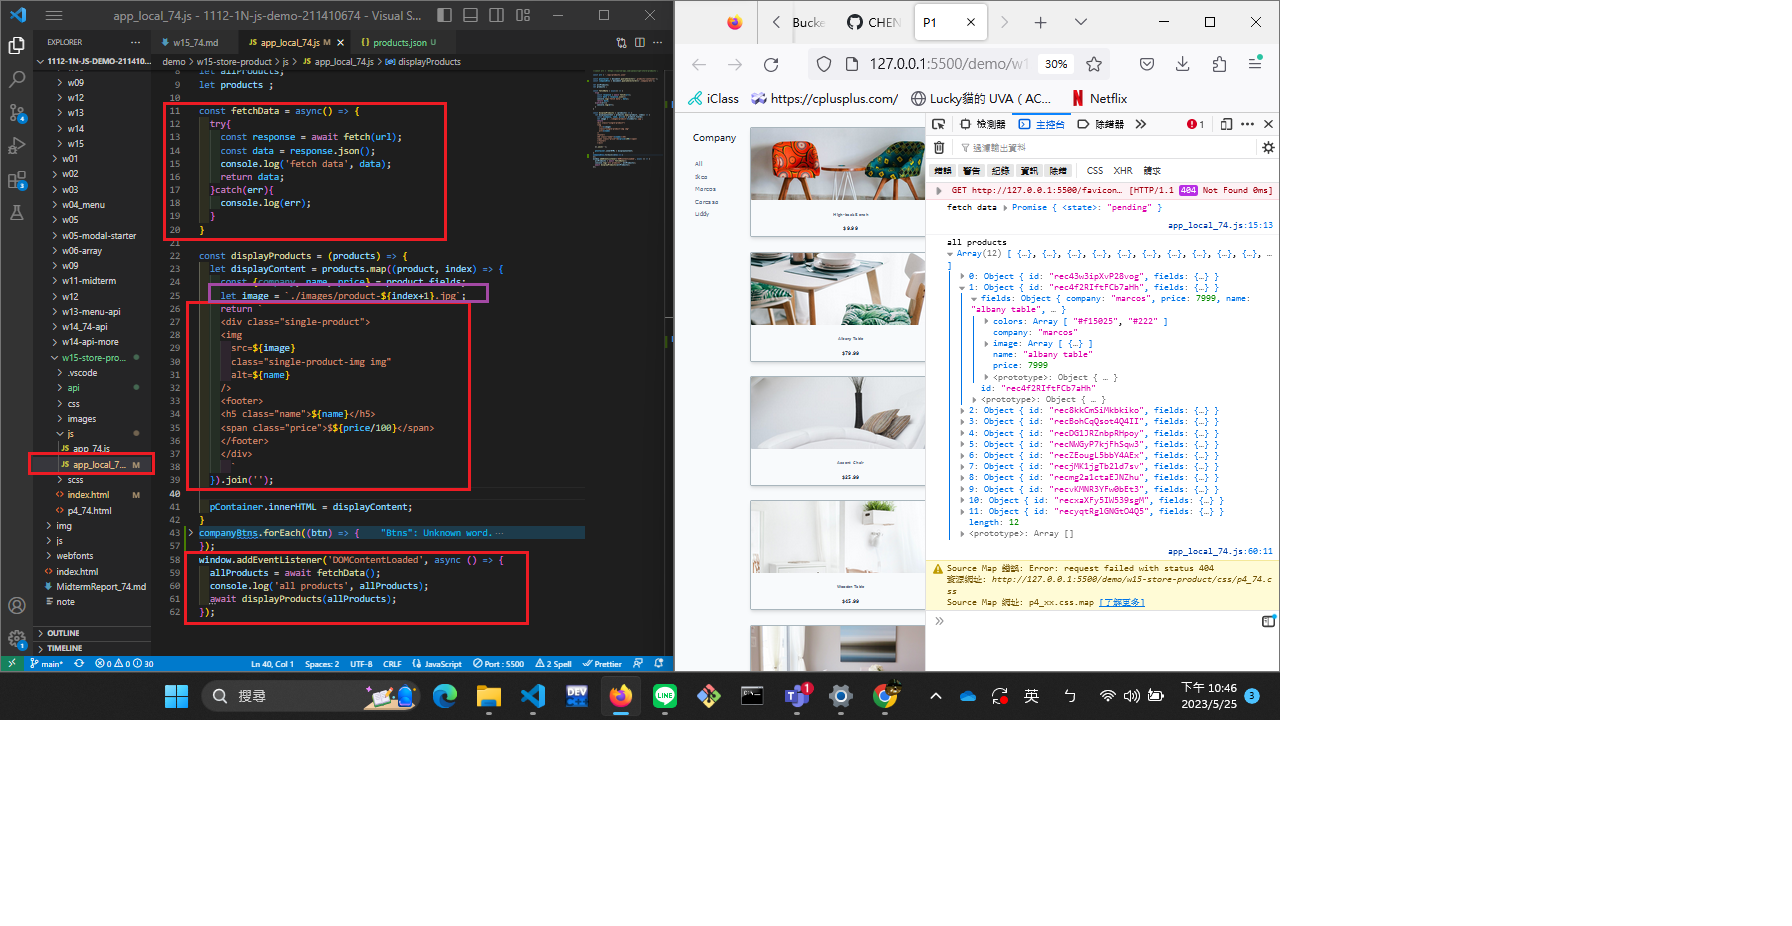 app_local_74.js - 1112-1N-js-demo-211410674 - Visual S...
EXPLORER
1112-1N-JS-DEMO-211410...
w09
w12
w13
w14
w15
w01
w02
w03
w04_menu
w05
w05-modal-starter
w06-array
w09
w11-midterm
w12
w13-menu-api
w14_74-api
w14-api-more
w15-store-pro...
.vscode
api
css
images
js
app_74.js
app_local_7... M
scss
index.html M
p4_74.html
img
js
webfonts
index.html
MidtermReport_74.md
note
OUTLINE
TIMELINE
w15_74.md
app_local_74.js M
products.json U
demo > w15-store-product > js > JS app_local_74.js > displayProducts
8 let allProducts;
9 let products ;
10
11 const fetchData = async() => {
12 try{
13 const response = await fetch(url);
14 const data = response.json();
15 console.log('fetch data', data);
16 return data;
17 }catch(err){
18 console.log(err);
19 }
20 }
21
22 const displayProducts = (products) => {
23 let displayContent = products.map((product, index) => {
24 const {company, name, price} = product.fields;
25 let image = `./images/product-${index+1}.jpg`;
26 return `
27 <div class="single-product">
28 <img
29 src=${image}
30 class="single-product-img img"
31 alt=${name}
32 />
33 <footer>
34 <h5 class="name">${name}</h5>
35 <span class="price">$${price/100}</span>
36 </footer>
37 </div>
38 `
39 }).join('');
40
41 pContainer.innerHTML = displayContent;
42 }
43 companyBtns.forEach((btn) => { "Btns": Unknown word. ...
57 });
58 window.addEventListener('DOMContentLoaded', async () => {
59 allProducts = await fetchData();
60 console.log('all products', allProducts);
61 await displayProducts(allProducts);
62 });
main* 0 0 30 Ln 40, Col 1 Spaces: 2 UTF-8 CRLF JavaScript Port : 5500 2 Spell Prettier
Bucke CHEN P1
127.0.0.1:5500/demo/w1 30%
iClass https://cplusplus.com/ Lucky貓的 UVA ( AC... Netflix
Company
All
Ikea
Marcos
Caressa
Liddy
High-back Bench
$ 9.99
Albany Table
$79.99
Accent Chair
$25.99
Wooden Table
$45.99
檢測器 主控台 除錯器 1
過濾輸出資料
錯誤 警告 紀錄 資訊 除錯 CSS XHR 請求
GET http://127.0.0.1:5500/favicon… [HTTP/1.1 404 Not Found 0ms]
fetch data Promise { <state>: "pending" }
app_local_74.js:15:13
all products
Array(12) [ {…}, {…}, {…}, {…}, {…}, {…}, {…}, {…}, {…}, {…}, …
]
0: Object { id: "rec43w3ipXvP28vog", fields: {…} }
1: Object { id: "rec4f2RIftFCb7aHh", fields: {…} }
fields: Object { company: "marcos", price: 7999, name:
"albany table", … }
colors: Array [ "#f15025", "#222" ]
company: "marcos"
image: Array [ {…} ]
name: "albany table"
price: 7999
<prototype>: Object { … }
id: "rec4f2RIftFCb7aHh"
<prototype>: Object { … }
2: Object { id: "rec8kkCmSiMkbkiko", fields: {…} }
3: Object { id: "recBohCqQsot4Q4II", fields: {…} }
4: Object { id: "recDG1JRZnbpRHpoy", fields: {…} }
5: Object { id: "recNWGyP7kjFhSqw3", fields: {…} }
6: Object { id: "recZEougL5bbY4AEx", fields: {…} }
7: Object { id: "recjMK1jgTb2ld7sv", fields: {…} }
8: Object { id: "recmg2a1ctaEJNZhu", fields: {…} }
9: Object { id: "recvKMNR3YFw0bEt3", fields: {…} }
10: Object { id: "recxaXFy5IW539sgM", fields: {…} }
11: Object { id: "recyqtRglGNGtO4Q5", fields: {…} }
length: 12
<prototype>: Array []
app_local_74.js:60:11
Source Map 錯誤: Error: request failed with status 404
資源網址: http://127.0.0.1:5500/demo/w15-store-product/css/p4_74.c
ss
Source Map 網址: p4_xx.css.map [了解更多]
搜尋
英
下午 10:46
2023/5/25
3